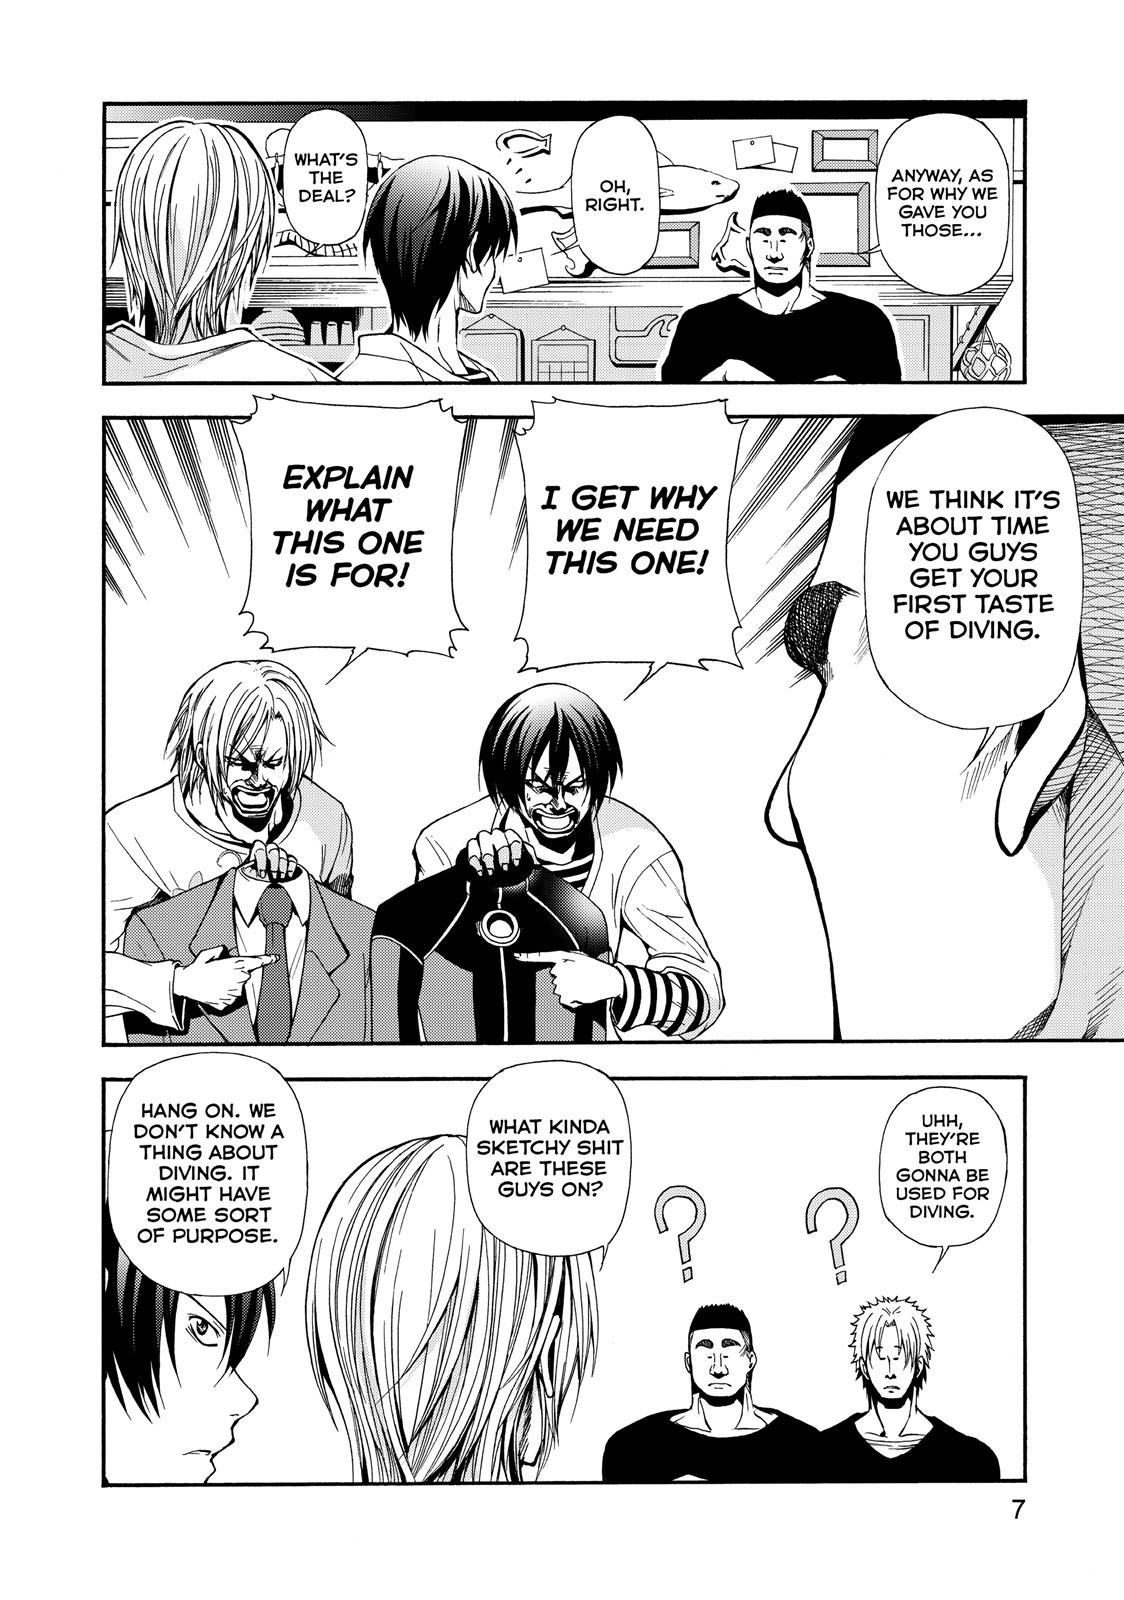 ANYWAY, AS
FOR WHY WE
GAVE YOU
THOSE...
OH,
RIGHT.
WHAT'S
THE
DEAL?
WE THINK IT'S
ABOUT TIME
YOU GUYS
GET YOUR
FIRST TASTE
OF DIVING.
I GET WHY
WE NEED
THIS ONE!
EXPLAIN
WHAT
THIS ONE
IS FOR!
UHH,
THEY'RE
BOTH
GONNA BE
USED FOR
DIVING.
?
?
WHAT KINDA
SKETCHY SHIT
ARE THESE
GUYS ON?
HANG ON. WE
DON'T KNOW A
THING ABOUT
DIVING. IT
MIGHT HAVE
SOME SORT
OF PURPOSE.
7